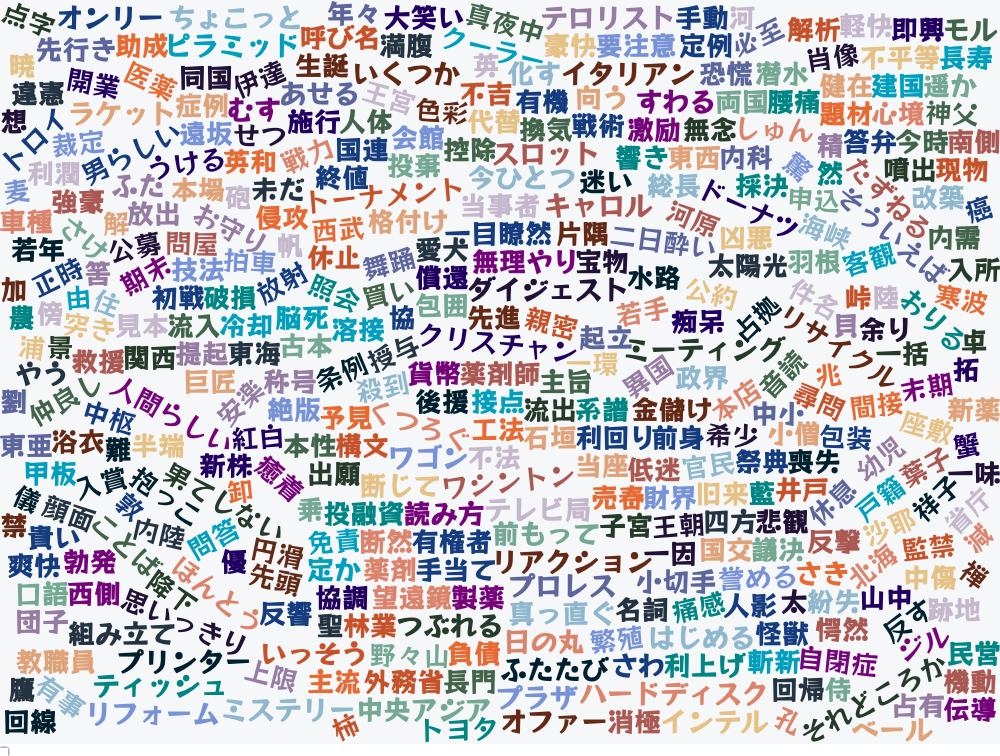 点字 オンリー ちょこっと 年々 大笑い 真夜中 テロリスト 手動 河 必至 解析 軽快 即興 モル
先行き 助成 ピラミッド 呼び名 満腹 クーラー 豪快 要注意 定例 肖像 不平等 長寿
暁 開業 医薬 同国 伊達 生誕 いくつか 英 化す イタリアン 恐慌 潜水 健在 建国 遥か
違憲 ラケット 症例 むす あせる 王宮 色彩 不吉 有機 向う すわる 両国 腰痛 題材 心境 神父
想 トロイ 裁定 男らしい 遠坂 せつ 施行 人体 会館 控除 代替 換気 戦術 激励 無念 しゅん 精 答弁 今時 南側
麦 利潤 ふた うける 英和 戦力 国連 投棄 スロット 響き 東西 内科 驚 然 噴出 現物
強豪 本場 砲 未だ 終値 トーナメント 今ひとつ 迷い 総長 ドーナツ 採決 申込 たずねる 改築 癌
車種 さけ 解 放出 お守り 侵攻 西武 格付け 当事者 キャロル 河原 凶悪 海峡 そういえば 内需
若年 公募 問屋 帆 休止 舞踊 愛犬 一目瞭然 片隅 二日酔い 太陽光 羽根 客観 入所
加 正時 答 期末 技法 拍車 放射 照会 買い 償還 無理やり 宝物 水路 公約 件名 峠 陸 おりる 寒波
農 傍 由 住 初戦 破損 包囲 ダイジェスト 若手 痴呆 占拠 リサイクル 貝 余り 卓
突き 見本 流入 冷却 脳死 溶接 協 クリスチャン 先進 親密 起立 ミーティング 一括
浦 景 救援 関西 提起 東海 古本 条例 授与 一環 異国 政界 音読 兆 末期 拓
やう 仲良し 巨匠 称号 殺到 貨幣 薬剤師 主旨 本店 尋問 間接 新薬
劉 中枢 人間らしい 安楽 絶版 予見 くつろぐ 後援 接点 流出 系譜 金儲け 中小 座敷
東亜 浴衣 難 半端 紅白 本性 構文 ワゴン 工法 石垣 利回り 前身 希少 小僧 包装 幼児 蟹
甲板 入賞 抱っこ 男 果てしない 新株 癒着 出願 断じて 不法 ワシントン 当座 低迷 官民 祭典 喪失 葉子 一味
儀 顔面 敦 卸 乗 投融資 読み方 テレビ局 売春 財界 旧来 藍 井戸 休息 戸籍 祥子 省庁
禁 貴い ことば 内陸 問答 円滑 免責 断然 有権者 前もって 子宮 王朝 四方 悲観 沙耶 減
爽快 勃発 降下 ほんとう 優 先頭 定か 薬剤 手当て リアクション 一因 国交 議決 反撃 北海 監禁
口語 西側 思いっきり 反響 協調 望遠鏡 製薬 プロレス 小切手 誉める さき 中傷 禅
団子 組み立て 聖 林業 つぶれる 真っ直ぐ 名詞 痛感 人影 太 紛失 山中 反す 跡地
教職員 プリンター いっそう 野々山 負債 日の丸 繁殖 はじめる 怪獣 愕然 ジル 民営
鷹 有事 ティッシュ 上限 主流 外務省 長門 ふたたび さわ 利上げ 斬新 自閉症 機動
回線 リフォーム ミステリー 中央アジア プラザ ハードディスク 回帰 侍 それどころか 占有 伝導
柿 トヨタ オファー 消極 インテル 孔 ベール